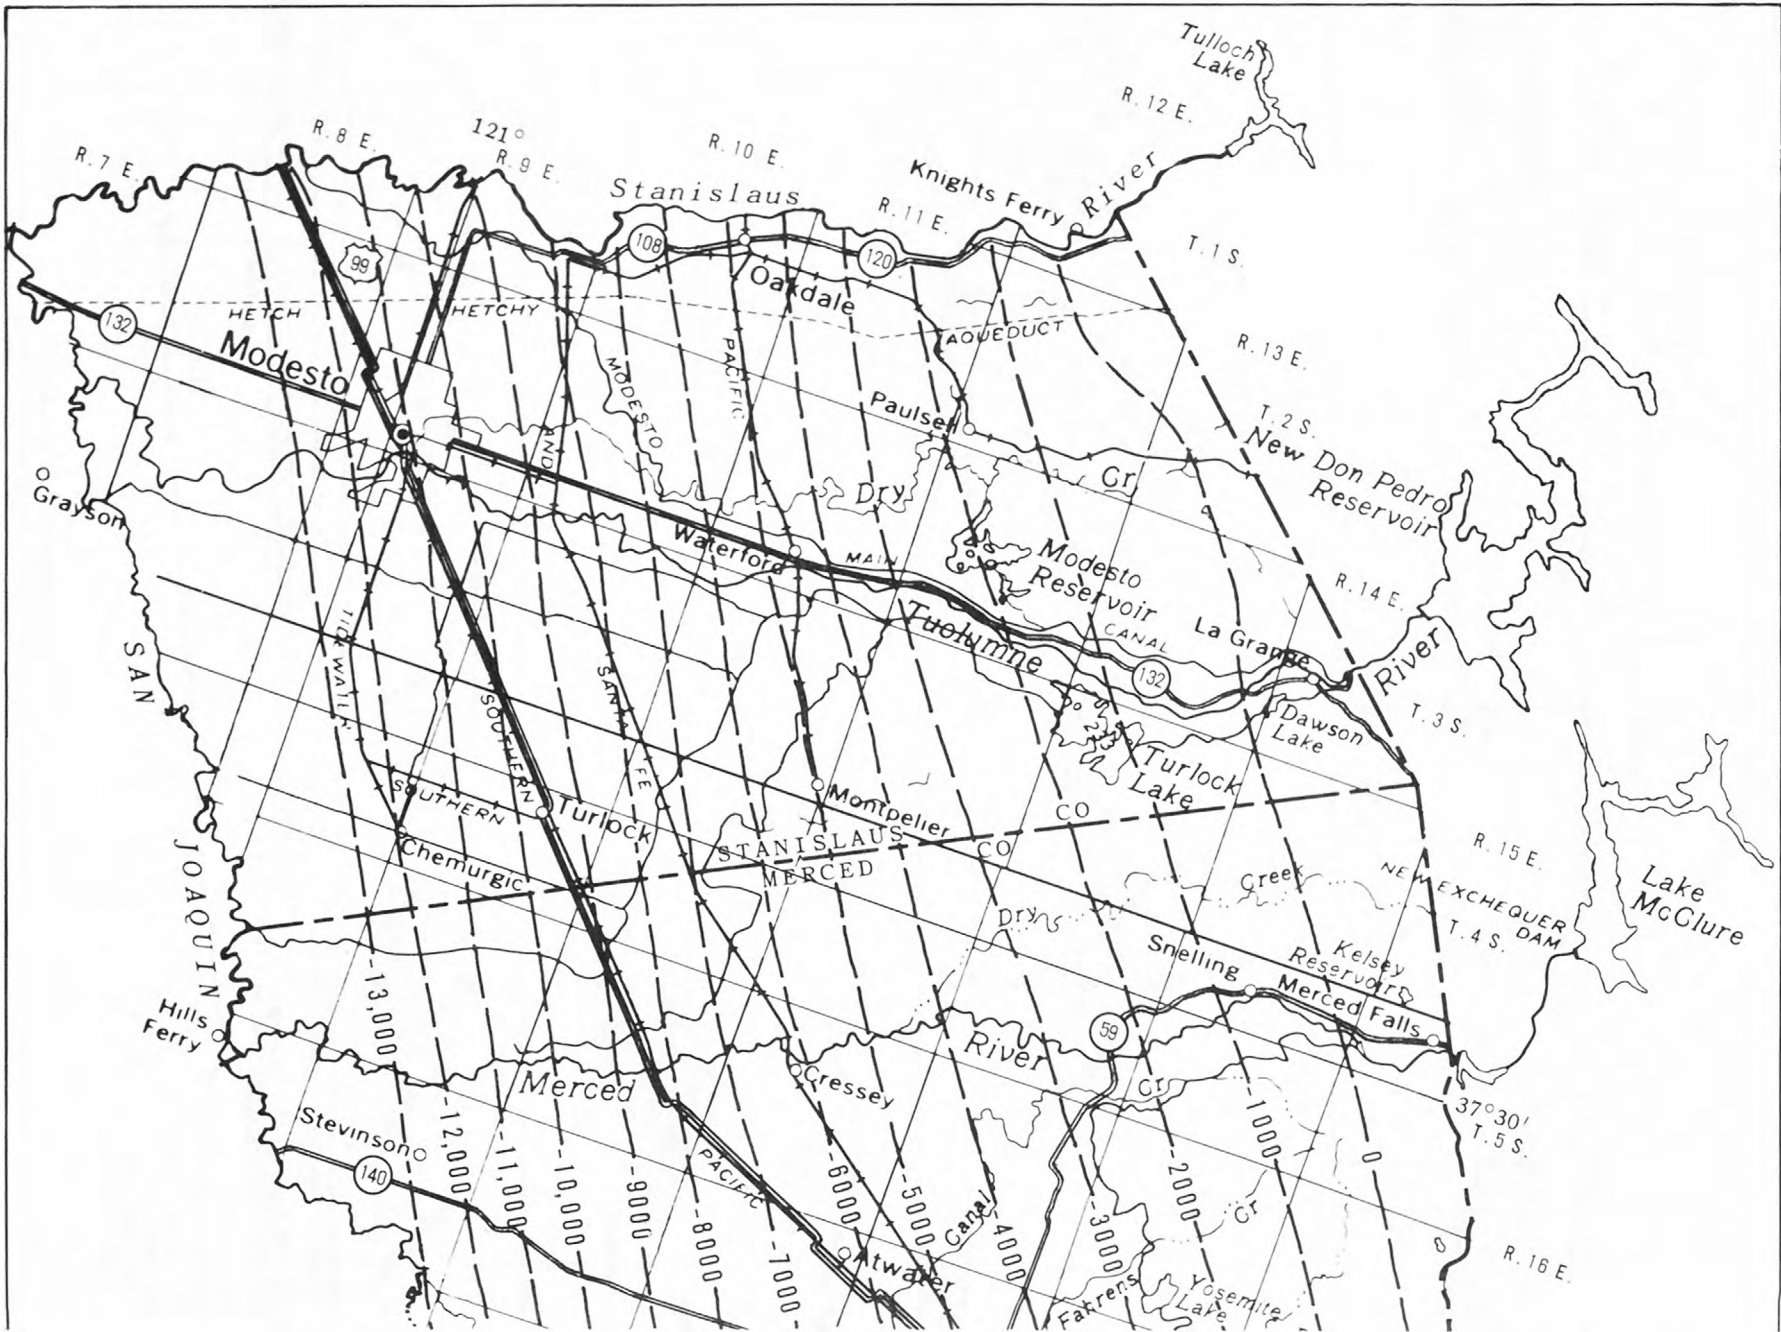 Tulloch
Lake
R. 12 E.
R. 7 E.
R. 8 E.
121°
R. 9 E.
R. 10 E.
Stanislaus
R. 11 E.
Knights Ferry
River
T. 1 S.
99
108
120
Oakdale
132
HETCH
HETCHY
AQUEDUCT
Modesto
R. 13 E.
MODESTO
PACIFIC
AND
Paulsell
T. 2 S.
New Don Pedro
Reservoir
Grayson
Dry
Cr
Waterford
MAIN
Modesto
Reservoir
CANAL
R. 14 E.
Tuolumne
La Grange
River
132
SAN
SOUTHERN
SANTA
FE
T. 3 S.
Dawson
Lake
Turlock
Lake
SOUTHERN
Turlock
Montpelier
CO
STANISLAUS
CO
MERCED
Chemurgic
R. 15 E.
JOAQUIN
Creek
Dry
NEW EXCHEQUER
DAM
Lake
McClure
T. 4 S.
Kelsey
Reservoir
Snelling
Merced Falls
Hills
Ferry
59
River
Merced
Cressey
Cr
37°30'
T. 5 S.
Stevinson
140
PACIFIC
-13,000
-12,000
-11,000
-10,000
-9000
-8000
-7000
-6000
-5000
-4000
-3000
-2000
-1000
0
Canal
Cr
Atwater
Fahrens
Yosemite
Lake
R. 16 E.